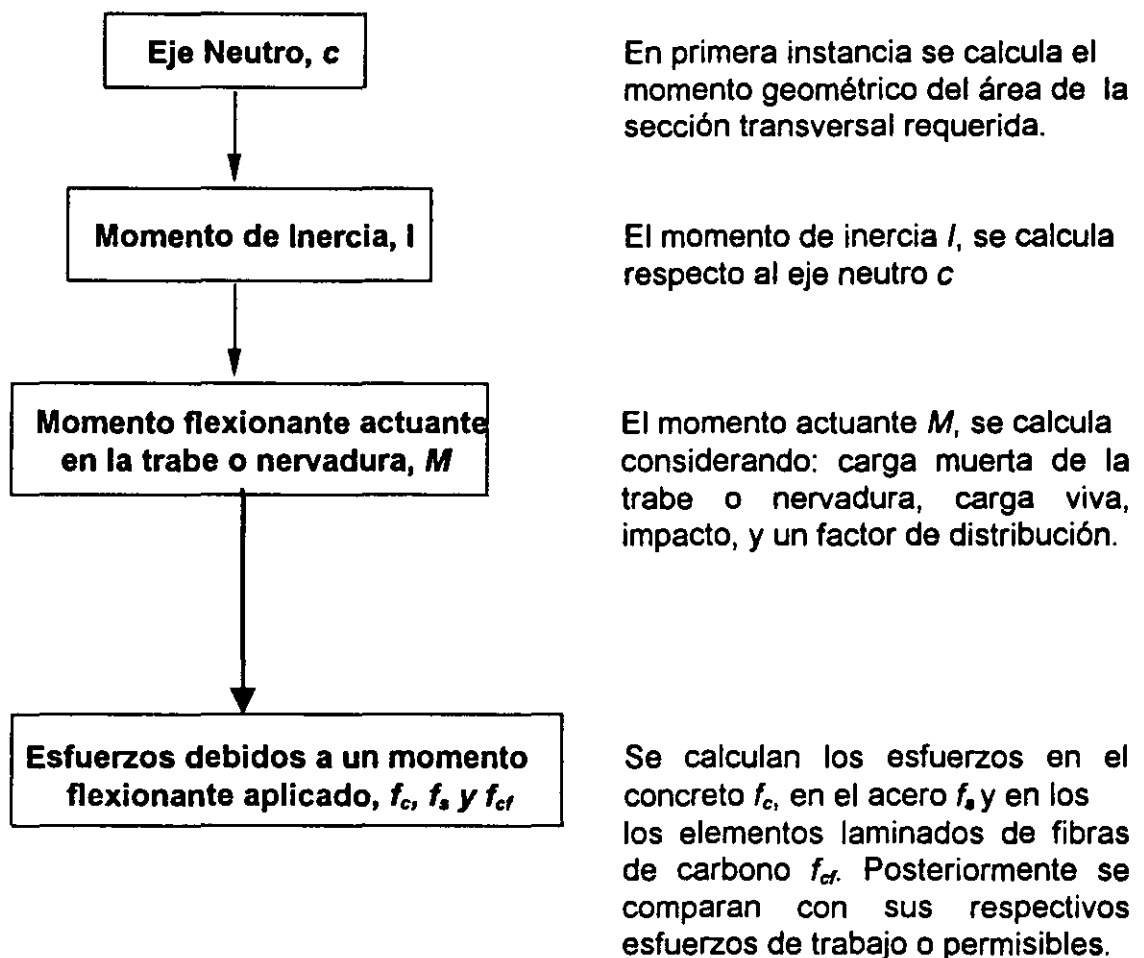 Eje Neutro, c
En primera instancia se calcula el
momento geométrico del área de la
sección transversal requerida.
Momento de Inercia, I
El momento de inercia I, se calcula
respecto al eje neutro c
Momento flexionante actuante
en la trabe o nervadura, M
El momento actuante M, se calcula
considerando: carga muerta de la
trabe o nervadura, carga viva,
impacto, y un factor de distribución.
Esfuerzos debidos a un momento
flexionante aplicado, fc, fs y fcf
Se calculan los esfuerzos en el
concreto fc, en el acero fs y en los
los elementos laminados de fibras
de carbono fcf. Posteriormente se
comparan con sus respectivos
esfuerzos de trabajo o permisibles.